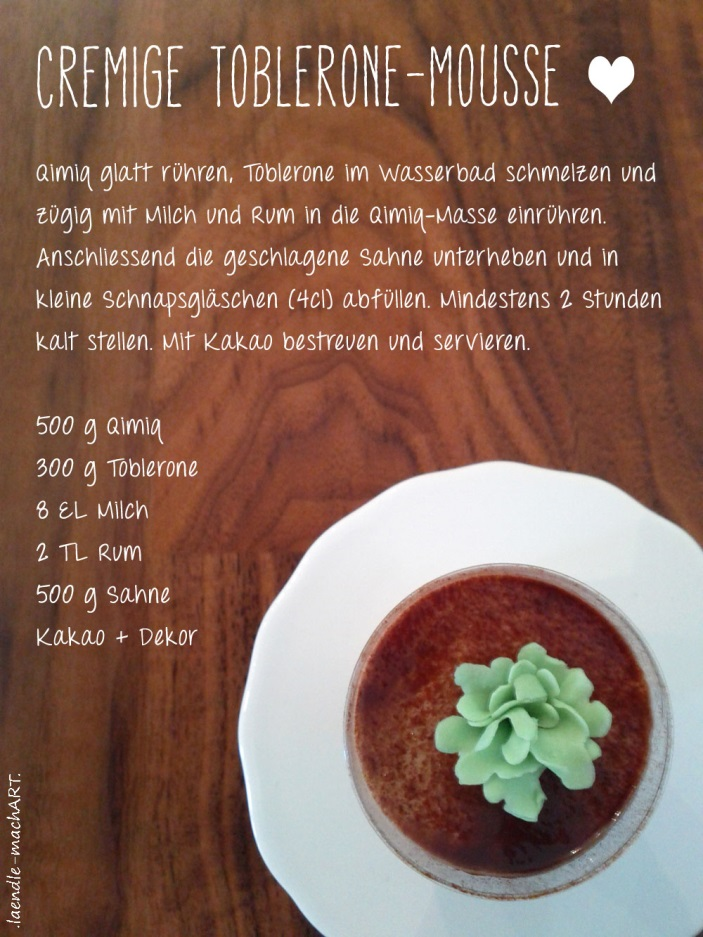 CREMIGE TOBLERONE-MOUSSE ♥
Qimiq glatt rühren, Toblerone im Wasserbad schmelzen und
zügig mit Milch und Rum in die Qimiq-Masse einrühren.
Anschliessend die geschlagene Sahne unterheben und in
kleine Schnapsgläschen (4cl) abfüllen. Mindestens 2 Stunden
kalt stellen. Mit Kakao bestreuen und servieren.
500 g Qimiq
300 g Toblerone
8 EL Milch
2 TL Rum
500 g Sahne
Kakao + Dekor
.laendle-machART.